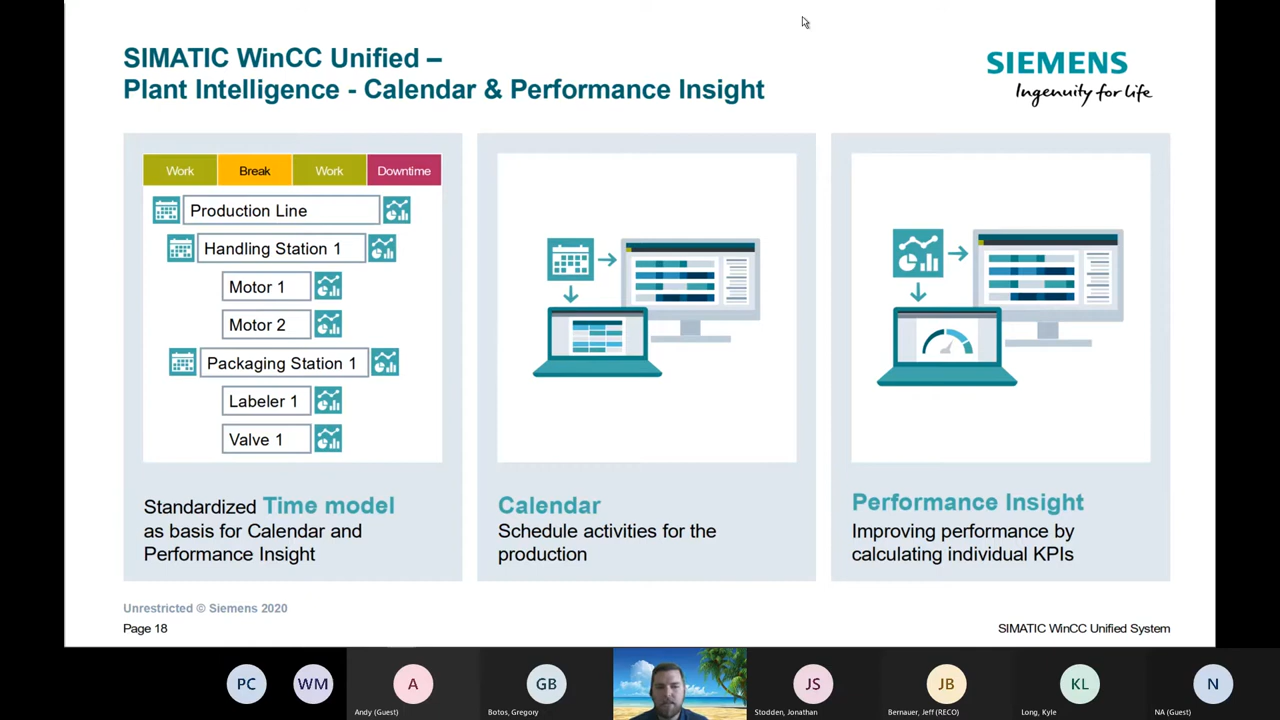 SIMATIC WinCC Unified –
Plant Intelligence - Calendar & Performance Insight
SIEMENS
Ingenuity for life
Work
Break
Work
Downtime
Production Line
Handling Station 1
Motor 1
Motor 2
Packaging Station 1
Labeler 1
Valve 1
Standardized Time model
as basis for Calendar and
Performance Insight
Calendar
Schedule activities for the
production
Performance Insight
Improving performance by
calculating individual KPIs
Unrestricted © Siemens 2020
Page 18
SIMATIC WinCC Unified System
PC
WM
A
Andy (Guest)
GB
Botos, Gregory
JS
Stodden, Jonathan
JB
Bernauer, Jeff (RECO)
KL
Long, Kyle
N
NA (Guest)